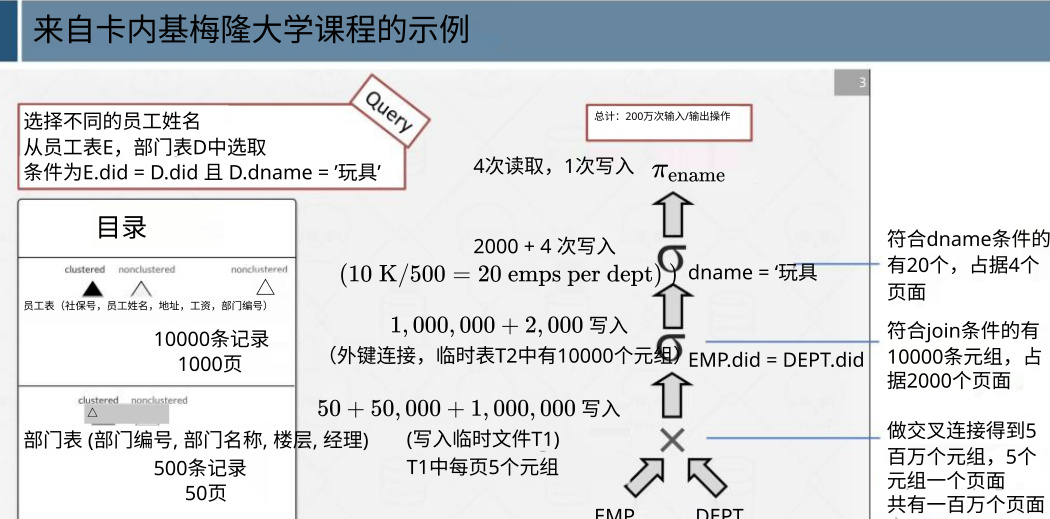 来自卡内基梅隆大学课程的示例
3
Query
选择不同的员工姓名
从员工表E，部门表D中选取
条件为E.did = D.did 且 D.dname = ‘玩具’
总计：200万次输入/输出操作
4次读取，1次写入
π ename
目录
clustered nonclustered nonclustered
员工表（社保号，员工姓名，地址，工资，部门编号）
10000条记录
1000页
clustered nonclustered
部门表 (部门编号, 部门名称, 楼层, 经理)
500条记录
50页
2000 + 4 次写入
(10 K/500 = 20 emps per dept)
σ dname = ‘玩具
1,000,000 + 2,000 写入
（外键连接，临时表T2中有10000个元组）
σ EMP.did = DEPT.did
50 + 50,000 + 1,000,000 写入
(写入临时文件T1)
T1中每页5个元组
×
EMP DEPT
符合dname条件的
有20个，占据4个
页面
符合join条件的有
10000条元组，占
据2000个页面
做交叉连接得到5
百万个元组，5个
元组一个页面
共有一百万个页面